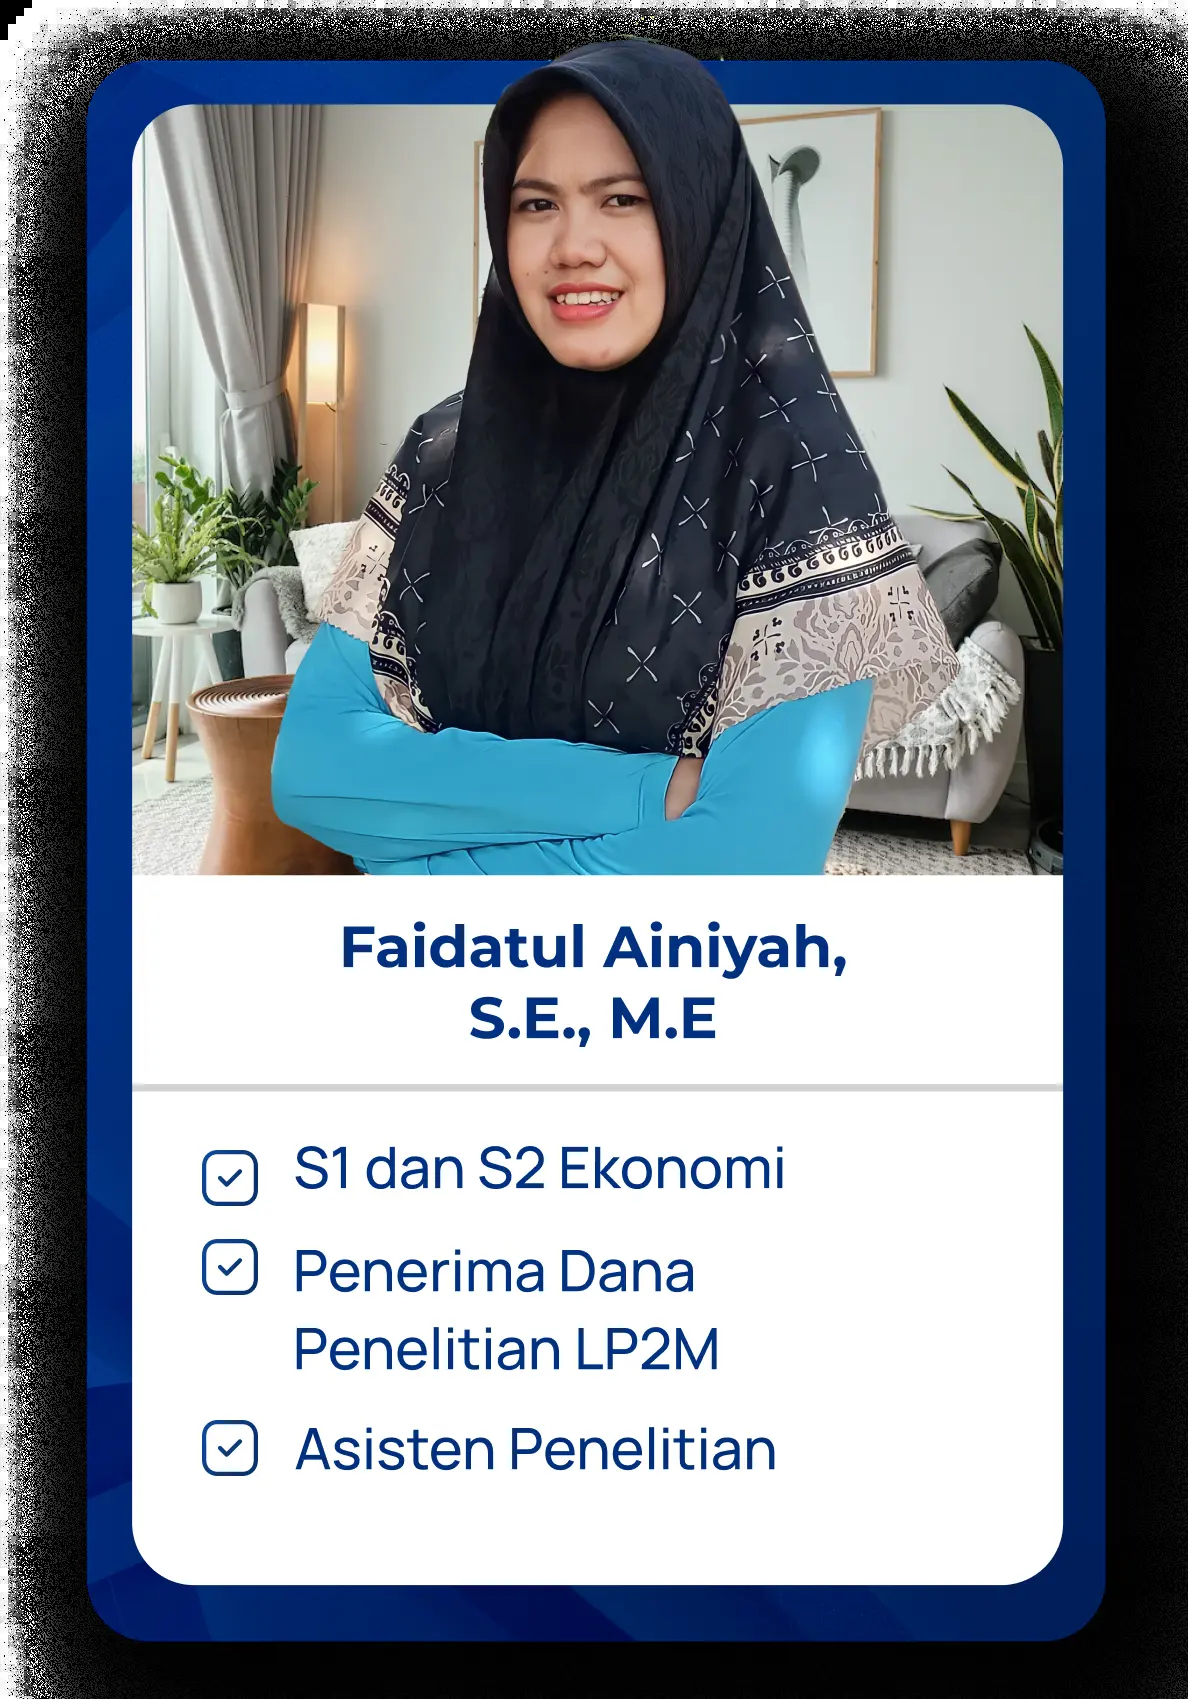 Faidatul Ainiyah,
S.E., M.E
S1 dan S2 Ekonomi
Penerima Dana
Penelitian LP2M
Asisten Penelitian